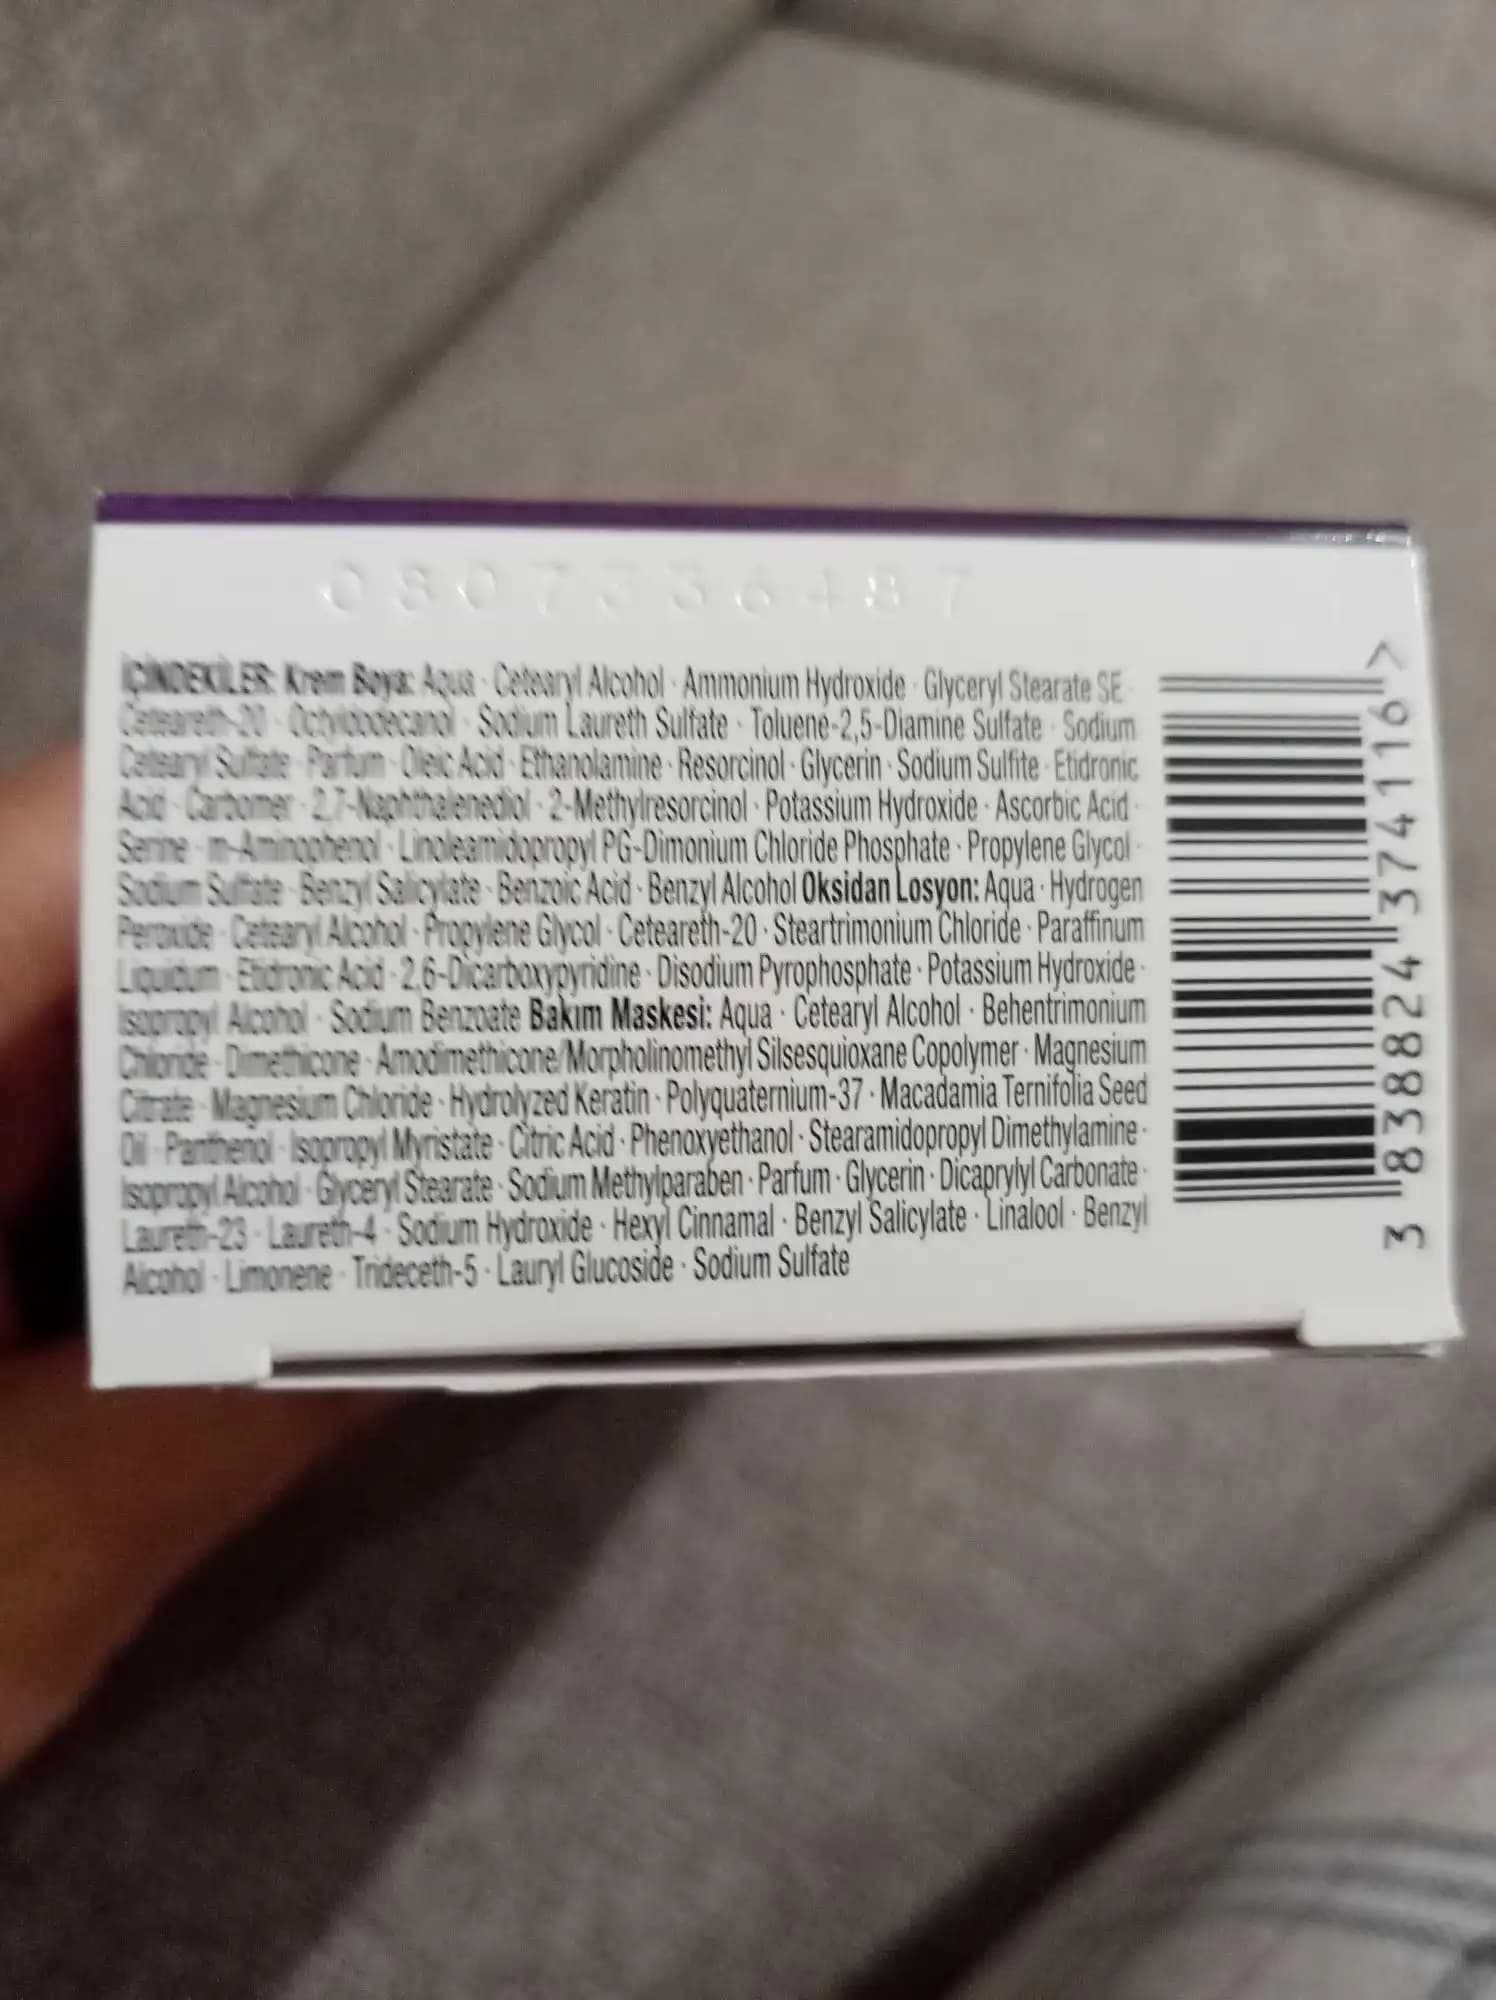 0807336487
İÇİNDEKİLER: Krem Boya: Aqua · Cetearyl Alcohol · Ammonium Hydroxide · Glyceryl Stearate SE ·
Ceteareth-20 · Octyldodecanol · Sodium Laureth Sulfate · Toluene-2,5-Diamine Sulfate · Sodium
Cetearyl Sulfate · Parfum · Oleic Acid · Ethanolamine · Resorcinol · Glycerin · Sodium Sulfite · Etidronic
Acid · Carbomer · 2,7-Naphthalenediol · 2-Methylresorcinol · Potassium Hydroxide · Ascorbic Acid ·
Serine · m-Aminophenol · Linoleamidopropyl PG-Dimonium Chloride Phosphate · Propylene Glycol ·
Sodium Sulfate · Benzyl Salicylate · Benzoic Acid · Benzyl Alcohol Oksidan Losyon: Aqua · Hydrogen
Peroxide · Cetearyl Alcohol · Propylene Glycol · Ceteareth-20 · Steartrimonium Chloride · Paraffinum
Liquidum · Etidronic Acid · 2,6-Dicarboxypyridine · Disodium Pyrophosphate · Potassium Hydroxide ·
Isopropyl Alcohol · Sodium Benzoate Bakım Maskesi: Aqua · Cetearyl Alcohol · Behentrimonium
Chloride · Dimethicone · Amodimethicone/Morpholinomethyl Silsesquioxane Copolymer · Magnesium
Citrate · Magnesium Chloride · Hydrolyzed Keratin · Polyquaternium-37 · Macadamia Ternifolia Seed
Oil · Panthenol · Isopropyl Myristate · Citric Acid · Phenoxyethanol · Stearamidopropyl Dimethylamine ·
Isopropyl Alcohol · Glyceryl Stearate · Sodium Methylparaben · Parfum · Glycerin · Dicaprylyl Carbonate ·
Laureth-23 · Laureth-4 · Sodium Hydroxide · Hexyl Cinnamal · Benzyl Salicylate · Linalool · Benzyl
Alcohol · Limonene · Trideceth-5 · Lauryl Glucoside · Sodium Sulfate
3 838824 374116 >